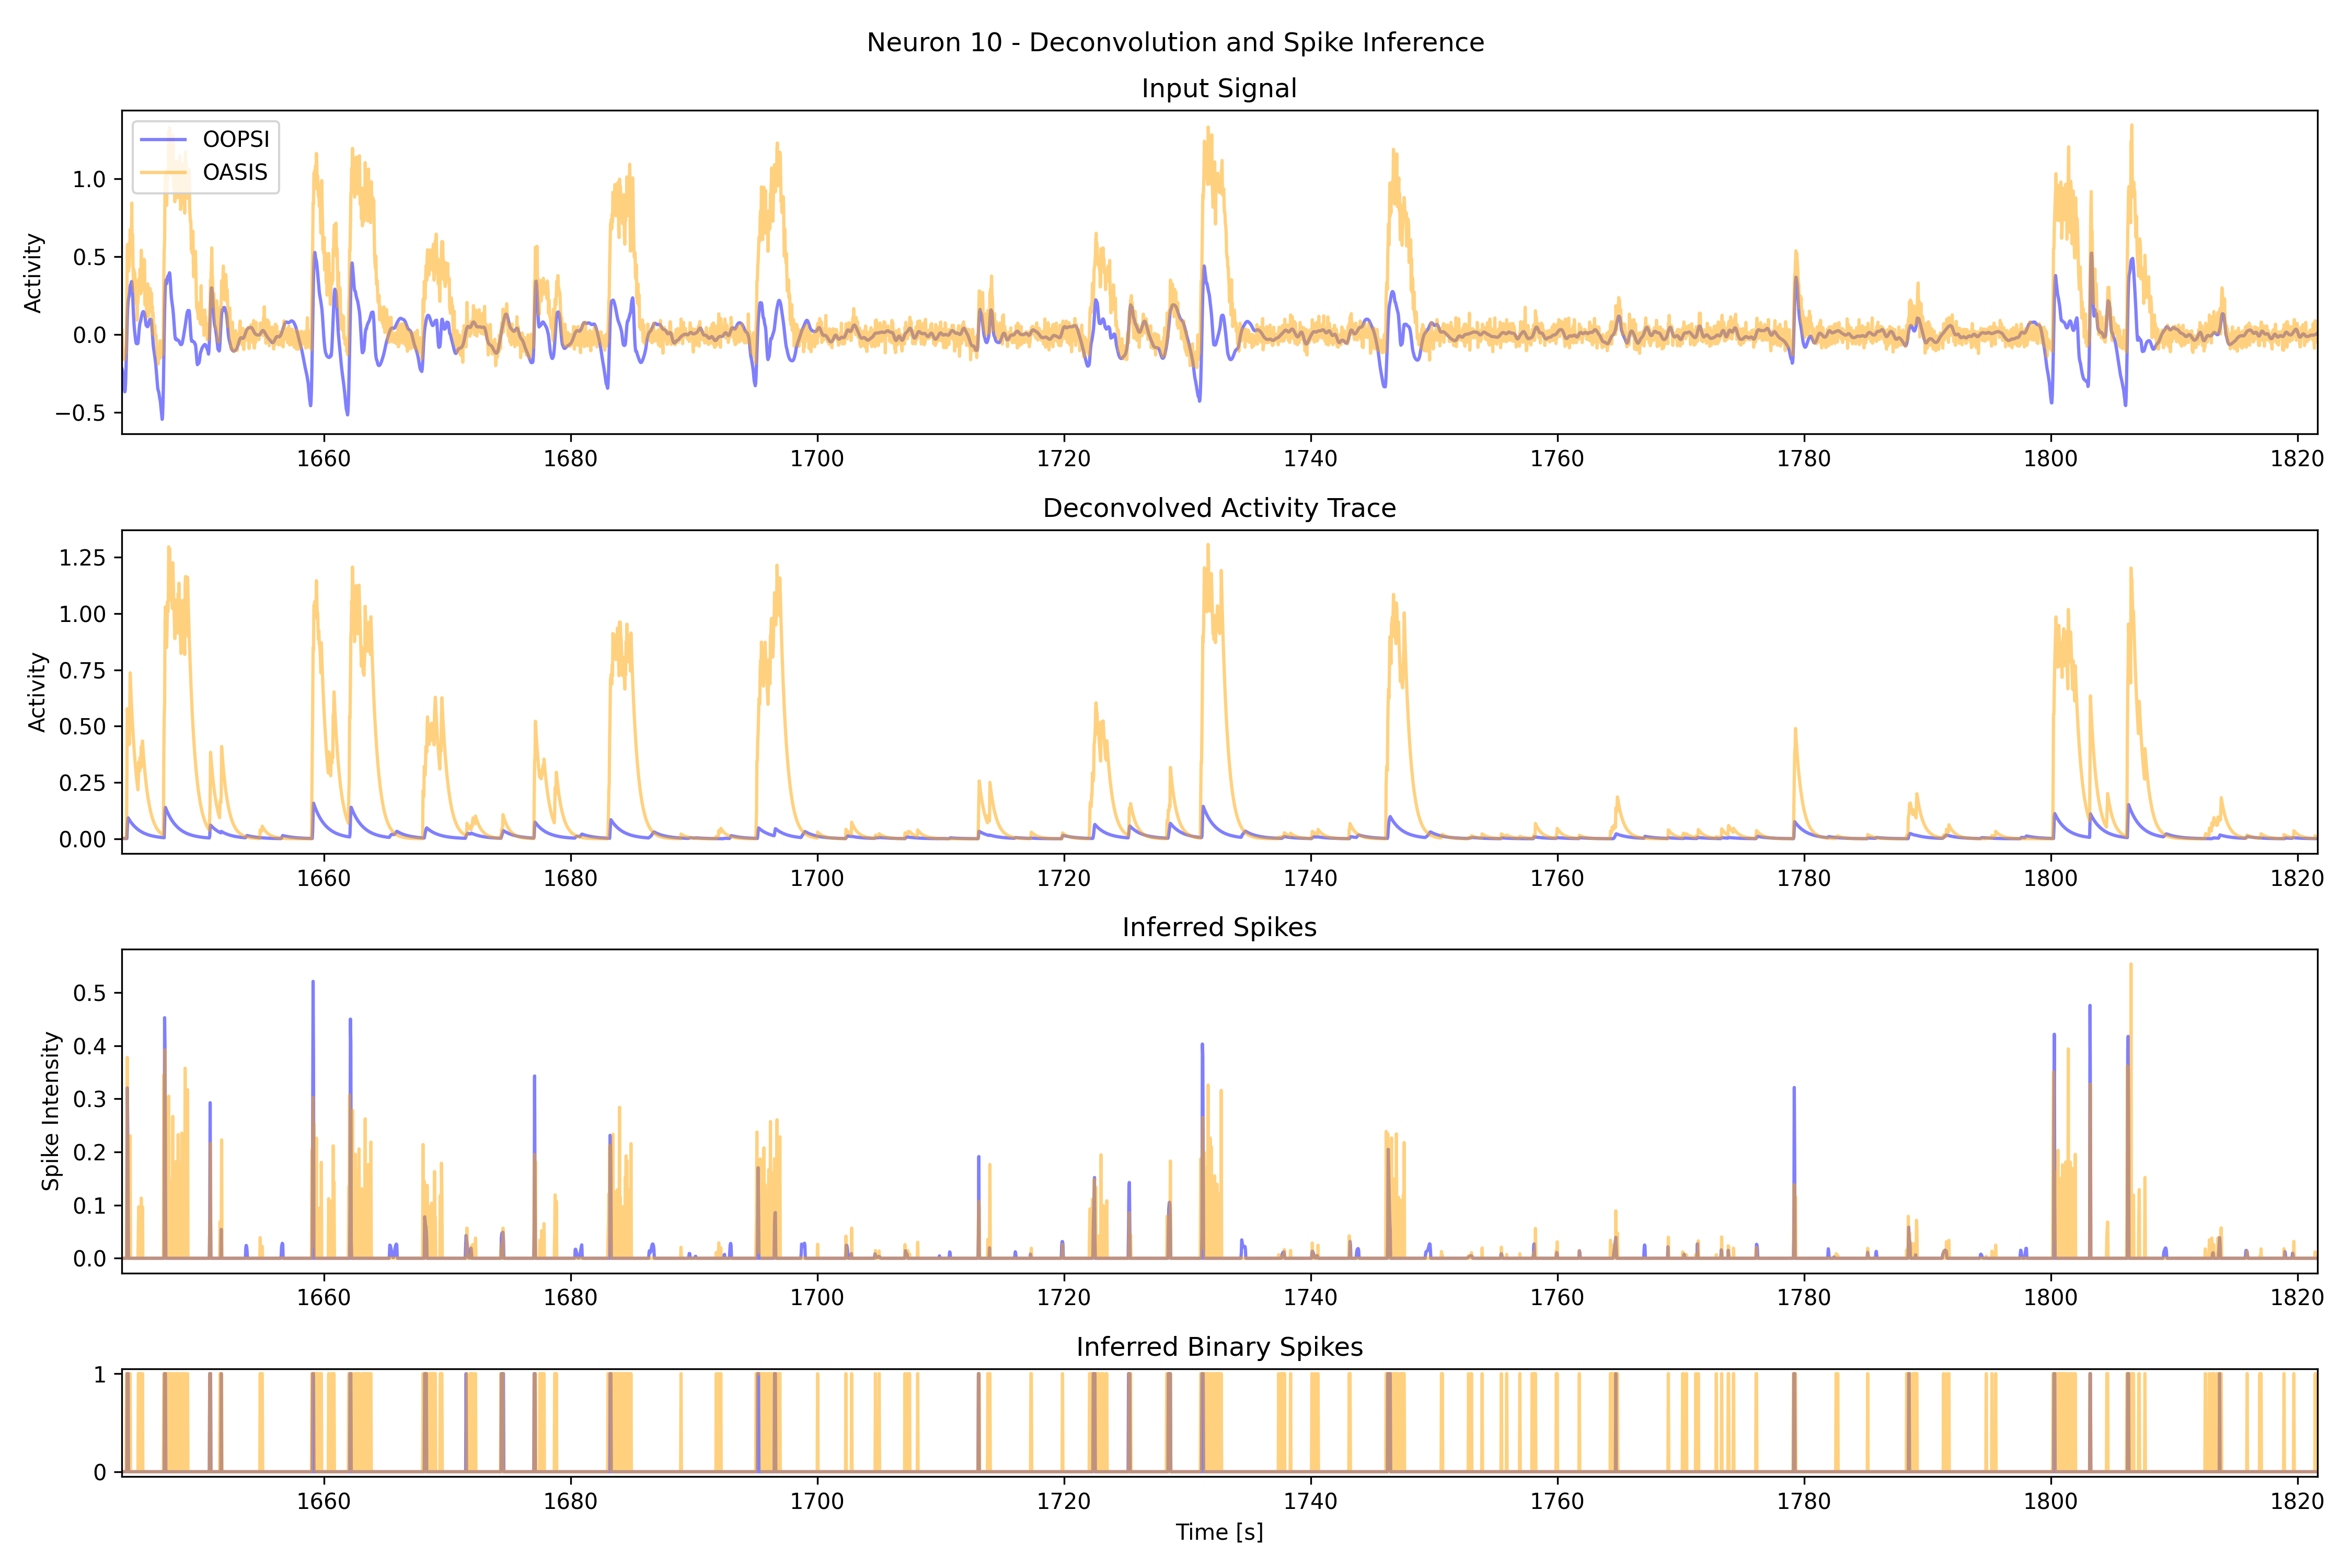 Neuron 10 - Deconvolution and Spike Inference
Input Signal
OOPSI
OASIS
Activity
1.0
0.5
0.0
−0.5
1660 1680 1700 1720 1740 1760 1780 1800 1820
Deconvolved Activity Trace
Activity
1.25
1.00
0.75
0.50
0.25
0.00
1660 1680 1700 1720 1740 1760 1780 1800 1820
Inferred Spikes
Spike Intensity
0.5
0.4
0.3
0.2
0.1
0.0
1660 1680 1700 1720 1740 1760 1780 1800 1820
Inferred Binary Spikes
1
0
1660 1680 1700 1720 1740 1760 1780 1800 1820
Time [s]